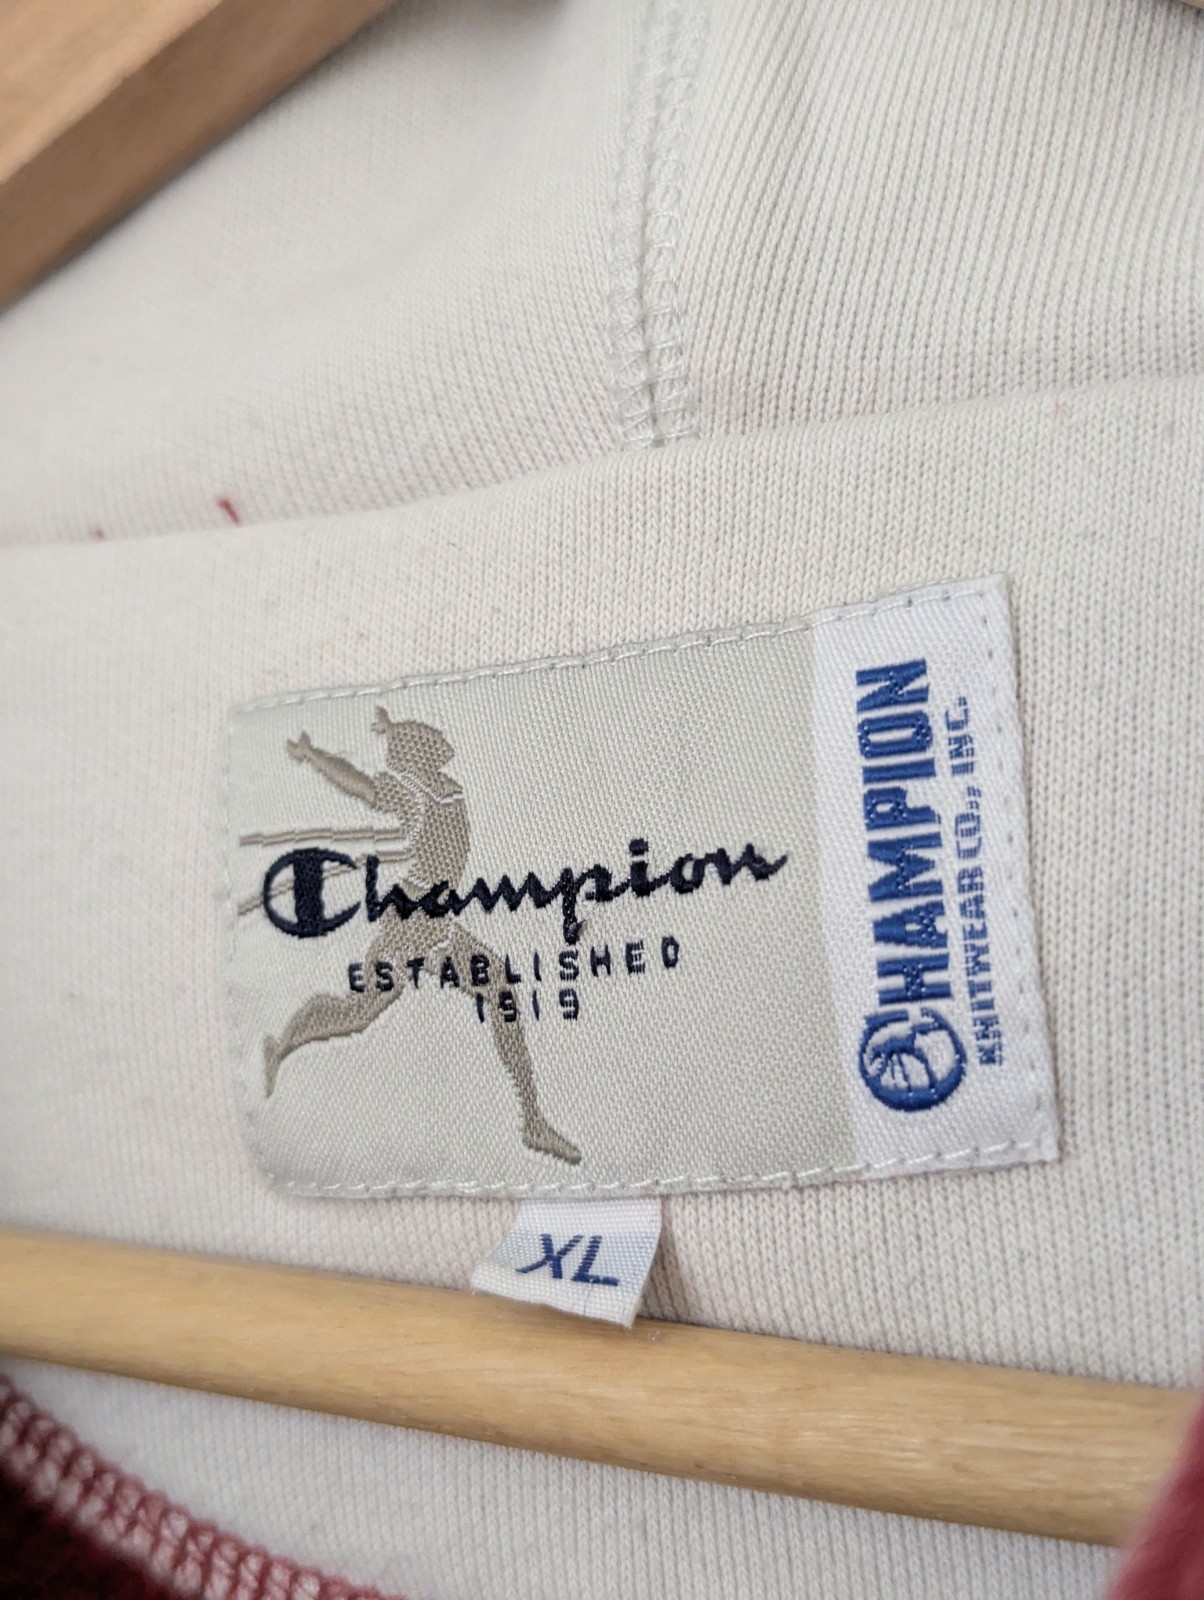 Champion
ESTABLISHED
1919
CHAMPION
KNITWEAR CO., INC.
XL